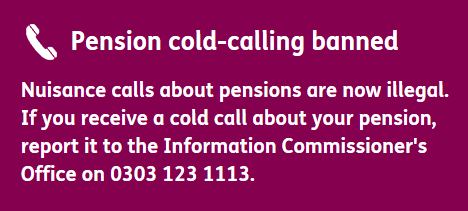 Pension cold-calling banned
Nuisance calls about pensions are now illegal.
If you receive a cold call about your pension,
report it to the Information Commissioner's
Office on 0303 123 1113.